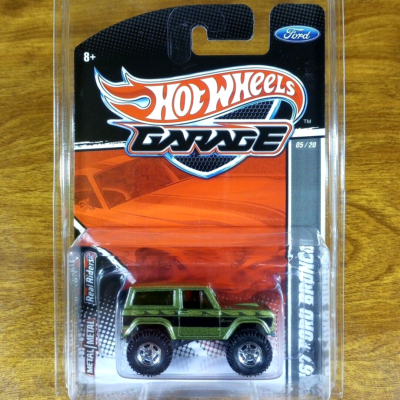 8+
Ford
HOT WHEELS
TM
GARAGE
05/20
METAL/METAL
Real Riders
'67 FORD BRONCO